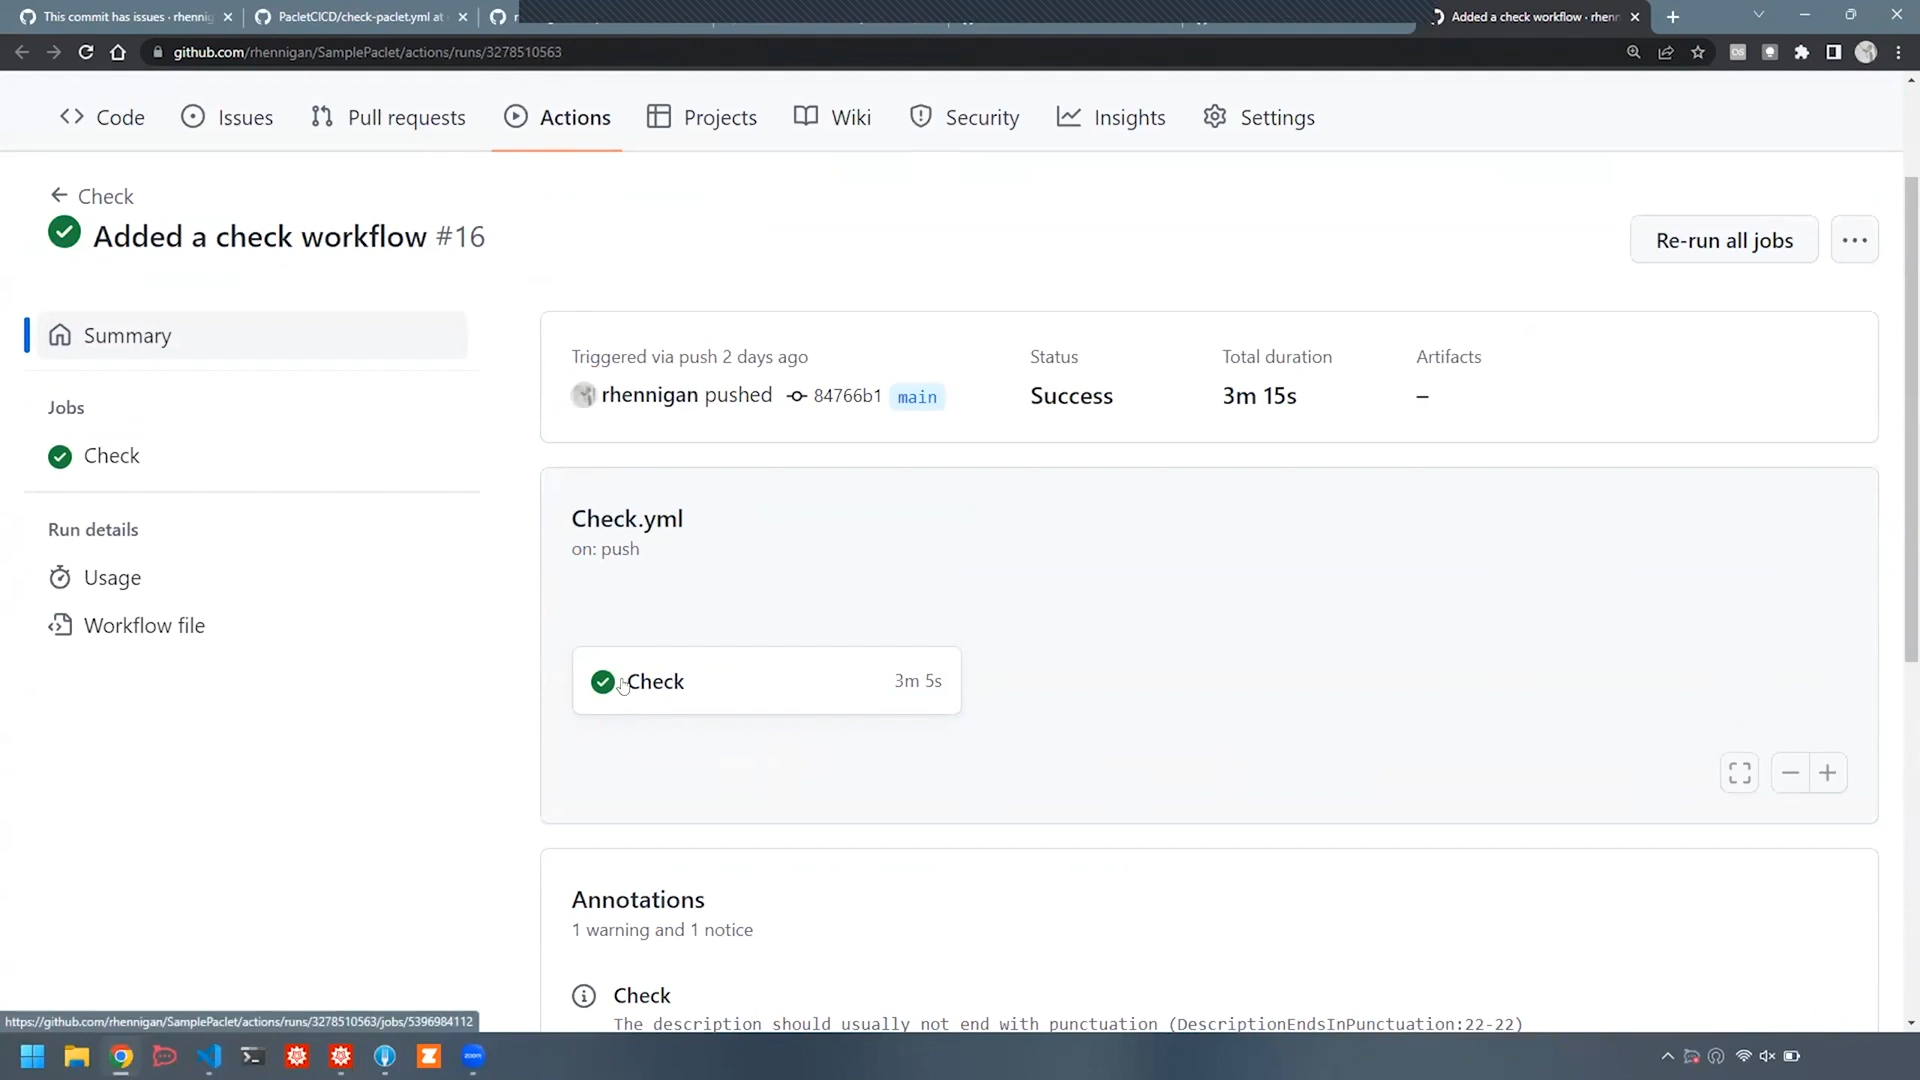 This commit has issues · rhennig
PacletCICD/check-paclet.yml at
Added a check workflow · rhenn
github.com/rhennigan/SamplePaclet/actions/runs/3278510563
Code
Issues
Pull requests
Actions
Projects
Wiki
Security
Insights
Settings
Check
Added a check workflow #16
Re-run all jobs
Summary
Jobs
Check
Run details
Usage
Workflow file
Triggered via push 2 days ago
rhennigan pushed 84766b1 main
Status
Success
Total duration
3m 15s
Artifacts
–
Check.yml
on: push
Check 3m 5s
Annotations
1 warning and 1 notice
Check
The description should usually not end with punctuation (DescriptionEndsInPunctuation:22-22)
https://github.com/rhennigan/SamplePaclet/actions/runs/3278510563/jobs/5396984112
zoom